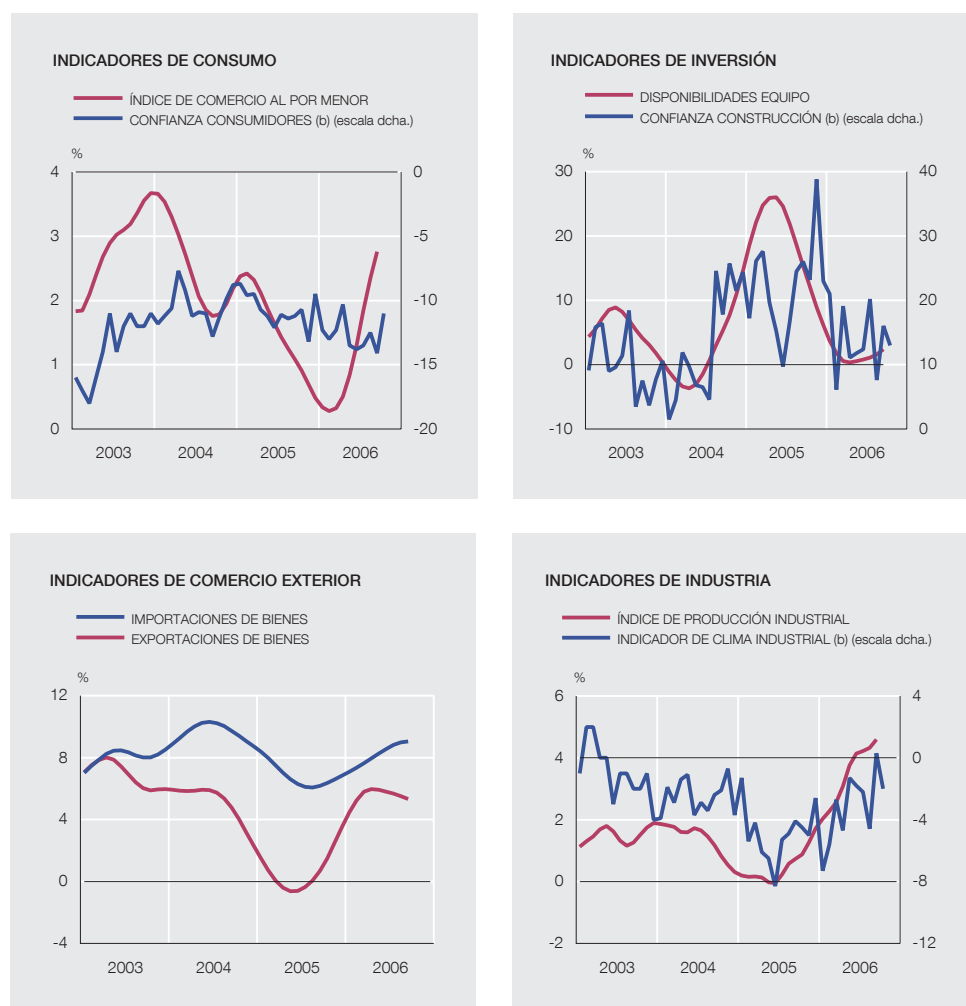 INDICADORES DE CONSUMO
ÍNDICE DE COMERCIO AL POR MENOR
CONFIANZA CONSUMIDORES (b) (escala dcha.)
%
4 0
3 -5
2 -10
1 -15
0 -20
2003 2004 2005 2006
INDICADORES DE INVERSIÓN
DISPONIBILIDADES EQUIPO
CONFIANZA CONSTRUCCIÓN (b) (escala dcha.)
%
30 40
20 30
10 20
0 10
-10 0
2003 2004 2005 2006
INDICADORES DE COMERCIO EXTERIOR
IMPORTACIONES DE BIENES
EXPORTACIONES DE BIENES
%
12
8
4
0
-4
2003 2004 2005 2006
INDICADORES DE INDUSTRIA
ÍNDICE DE PRODUCCIÓN INDUSTRIAL
INDICADOR DE CLIMA INDUSTRIAL (b) (escala dcha.)
%
6 4
4 0
2 -4
0 -8
-2 -12
2003 2004 2005 2006